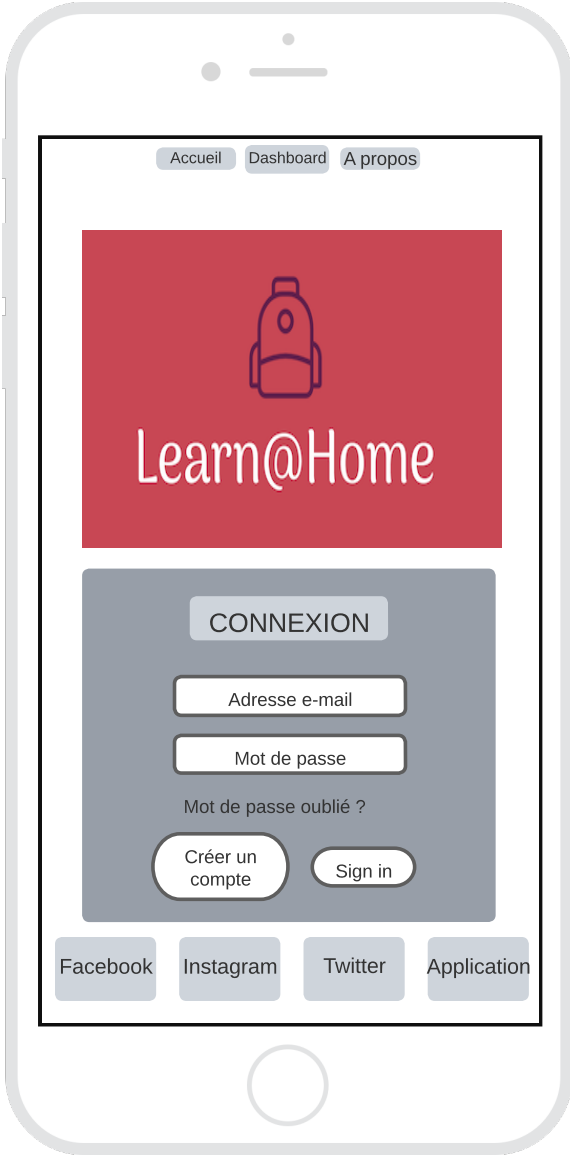 Accueil
Dashboard
A propos
Learn@Home
CONNEXION
Adresse e-mail
Mot de passe
Mot de passe oublié ?
Créer un
compte
Sign in
Facebook
Instagram
Twitter
Application